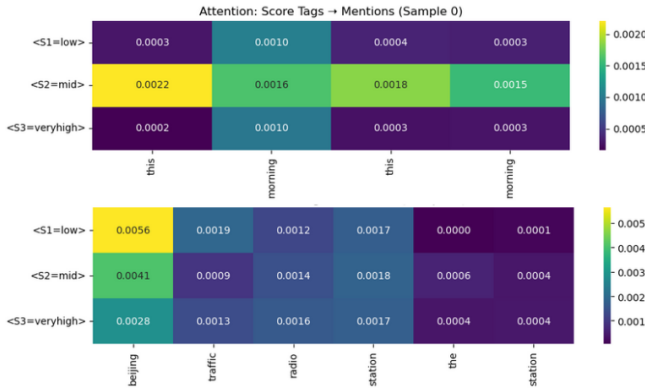 Attention: Score Tags → Mentions (Sample 0)
<S1=low> 0.0003 0.0010 0.0004 0.0003
<S2=mid> 0.0022 0.0016 0.0018 0.0015
<S3=veryhigh> 0.0002 0.0010 0.0003 0.0003
this morning this morning
0.0020
0.0015
0.0010
0.0005
<S1=low> 0.0056 0.0019 0.0012 0.0017 0.0000 0.0001
<S2=mid> 0.0041 0.0009 0.0014 0.0018 0.0006 0.0004
<S3=veryhigh> 0.0028 0.0013 0.0016 0.0017 0.0004 0.0004
beijing traffic radio station the station
0.005
0.004
0.003
0.002
0.001